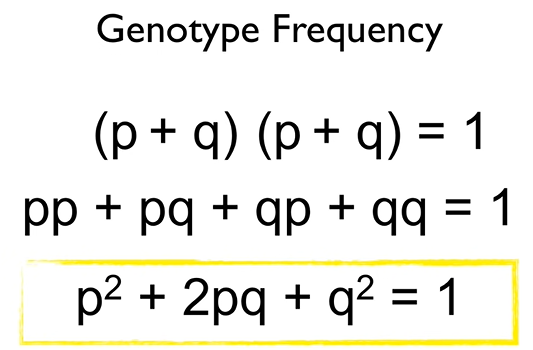 Genotype Frequency
(p + q) (p + q) = 1
pp + pq + qp + qq = 1
p² + 2pq + q² = 1